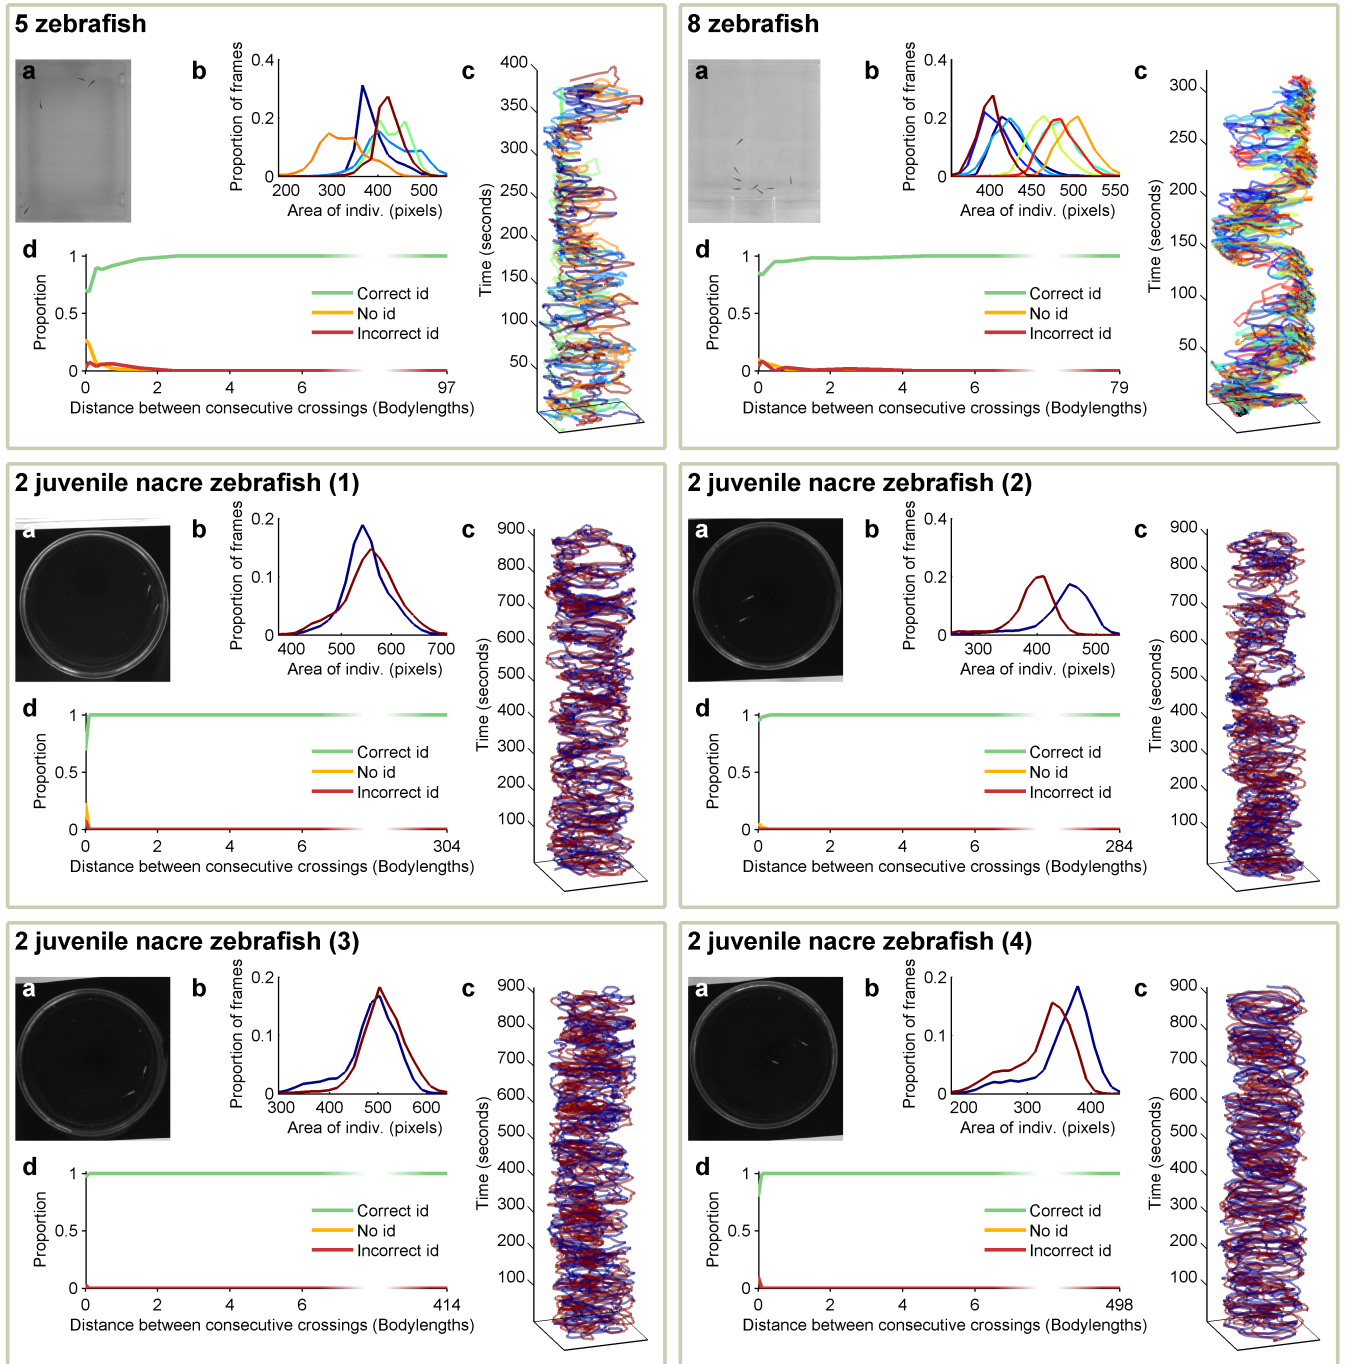 5 zebrafish
a
b
Proportion of frames
0.4
0.2
0
200 300 400 500
Area of indiv. (pixels)
c
Time (seconds)
400
350
300
250
200
150
100
50
d
Proportion
1
0.5
0
Correct id
No id
Incorrect id
0 2 4 6 97
Distance between consecutive crossings (Bodylengths)
8 zebrafish
a
b
Proportion of frames
0.4
0.2
0
400 450 500 550
Area of indiv. (pixels)
c
Time (seconds)
300
250
200
150
100
50
d
Proportion
1
0.5
0
Correct id
No id
Incorrect id
0 2 4 6 79
Distance between consecutive crossings (Bodylengths)
2 juvenile nacre zebrafish (1)
a
b
Proportion of frames
0.2
0.1
0
400 500 600 700
Area of indiv. (pixels)
c
Time (seconds)
900
800
700
600
500
400
300
200
100
d
Proportion
1
0.5
0
Correct id
No id
Incorrect id
0 2 4 6 304
Distance between consecutive crossings (Bodylengths)
2 juvenile nacre zebrafish (2)
a
b
Proportion of frames
0.4
0.2
0
300 400 500
Area of indiv. (pixels)
c
Time (seconds)
900
800
700
600
500
400
300
200
100
d
Proportion
1
0.5
0
Correct id
No id
Incorrect id
0 2 4 6 284
Distance between consecutive crossings (Bodylengths)
2 juvenile nacre zebrafish (3)
a
b
Proportion of frames
0.2
0.1
0
300 400 500 600
Area of indiv. (pixels)
c
Time (seconds)
900
800
700
600
500
400
300
200
100
d
Proportion
1
0.5
0
Correct id
No id
Incorrect id
0 2 4 6 414
Distance between consecutive crossings (Bodylengths)
2 juvenile nacre zebrafish (4)
a
b
Proportion of frames
0.2
0.1
0
200 300 400
Area of indiv. (pixels)
c
Time (seconds)
900
800
700
600
500
400
300
200
100
d
Proportion
1
0.5
0
Correct id
No id
Incorrect id
0 2 4 6 498
Distance between consecutive crossings (Bodylengths)